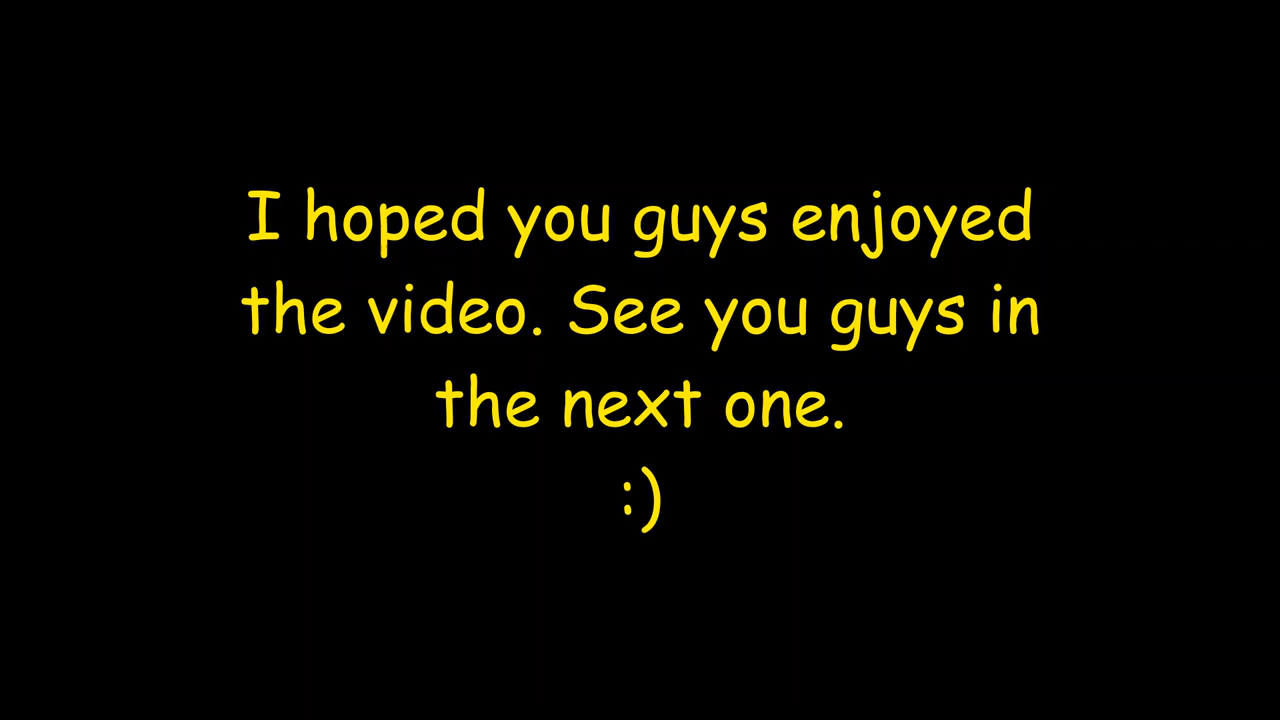 I hoped you guys enjoyed
the video. See you guys in
the next one.
:)